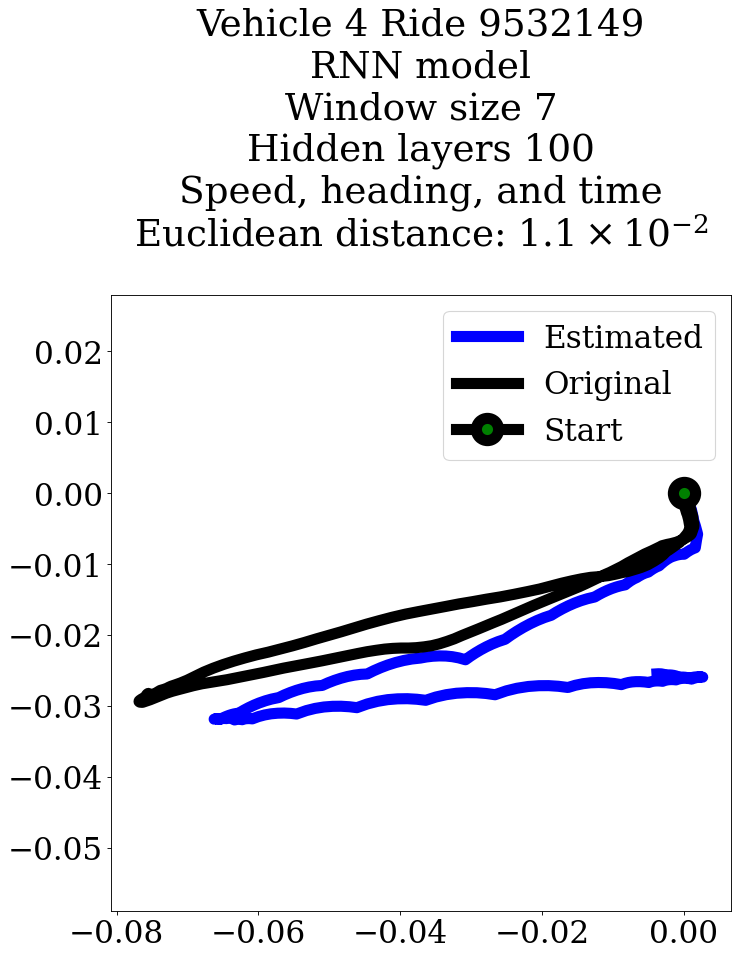 Vehicle 4 Ride 9532149
RNN model
Window size 7
Hidden layers 100
Speed, heading, and time
Euclidean distance: 1.1 × 10⁻²
Estimated
Original
Start
0.02
0.01
0.00
−0.01
−0.02
−0.03
−0.04
−0.05
−0.08 −0.06 −0.04 −0.02 0.00